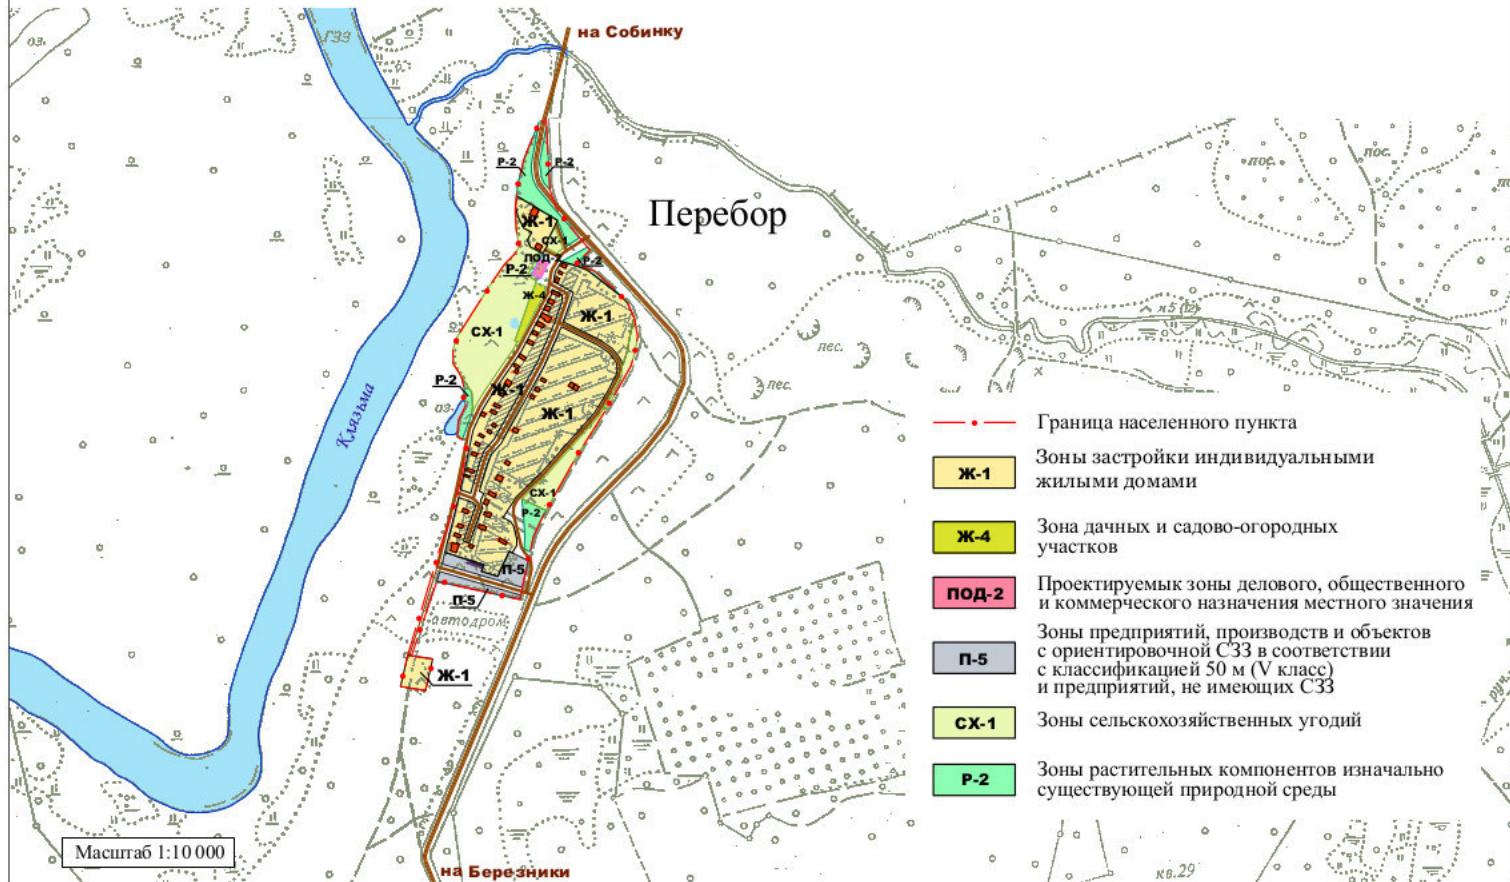 на Собинку
ГЗЗ
оз.
Р-2
Р-2
пос.
пос.
Перебор
Ж-1
СХ-1
ПОД-2
Р-2
Р-2
Ж-4
Ж-1
СХ-1
пес.
пес.
Р-2
Ж-1
оз.
Ж-1
Клязьма
СХ-1
Р-2
П-5
П-5
автодром
Ж-1
Граница населенного пункта
Ж-1
Зоны застройки индивидуальными
жилыми домами
Ж-4
Зона дачных и садово-огородных
участков
ПОД-2
Проектируемык зоны делового, общественного
и коммерческого назначения местного значения
П-5
Зоны предприятий, производств и объектов
с ориентировочной СЗЗ в соответствии
с классификацией 50 м (V класс)
и предприятий, не имеющих СЗЗ
СХ-1
Зоны сельскохозяйственных угодий
Р-2
Зоны растительных компонентов изначально
существующей природной среды
Масштаб 1:10 000
на Березники
кв.29